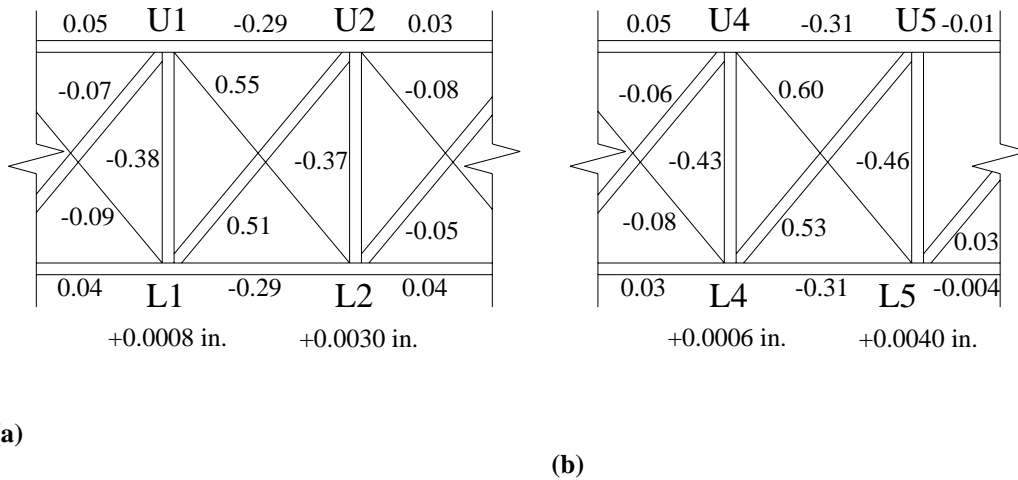 0.05 U1 -0.29 U2 0.03
-0.07 0.55 -0.08
-0.38 -0.37
-0.09 0.51 -0.05
0.04 L1 -0.29 L2 0.04
+0.0008 in. +0.0030 in.
(a)
0.05 U4 -0.31 U5 -0.01
-0.06 0.60
-0.43 -0.46
-0.08 0.53 0.03
0.03 L4 -0.31 L5 -0.004
+0.0006 in. +0.0040 in.
(b)